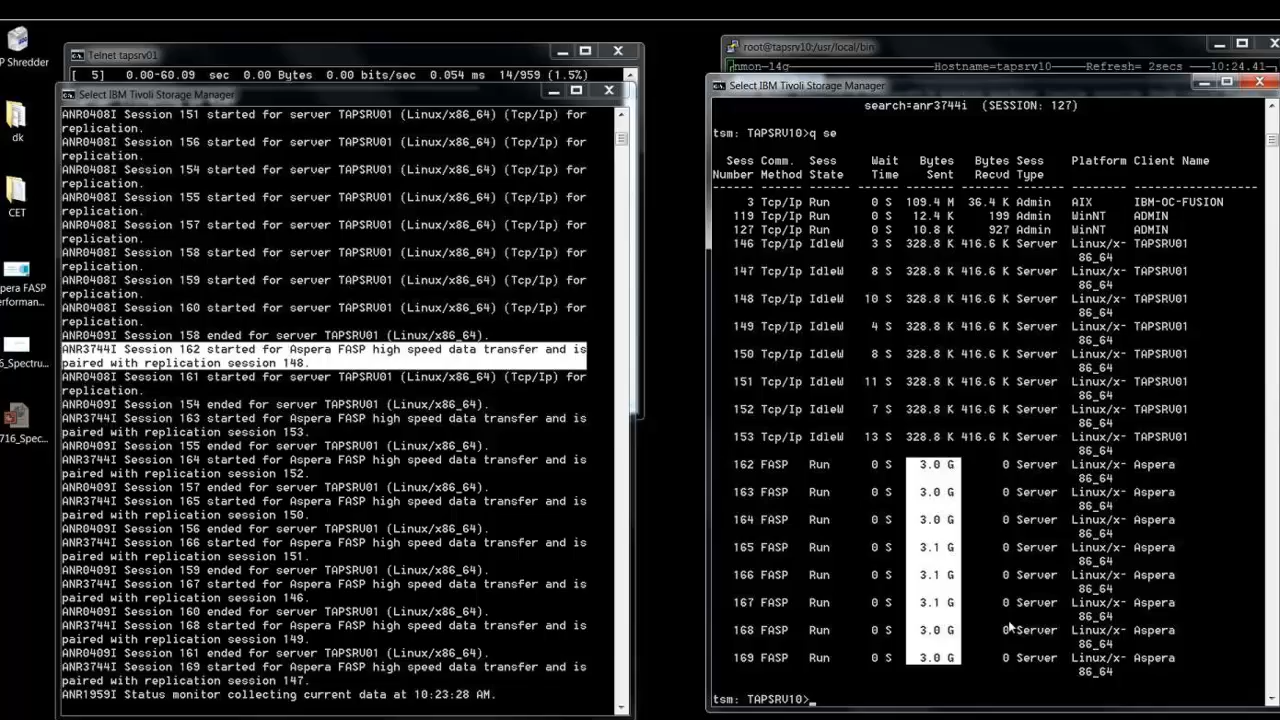 P Shredder
dk
CET
pera FASP
erforman...
6_Spectru...
716_Spec...
Telnet tapsrv01
[  5]   0.00-60.09  sec  0.00 Bytes  0.00 bits/sec  0.054 ms  14/959 (1.5%)
Select IBM Tivoli Storage Manager
ANR0408I Session 151 started for server TAPSRV01 (Linux/x86_64) (Tcp/Ip) for
replication.
ANR0408I Session 156 started for server TAPSRV01 (Linux/x86_64) (Tcp/Ip) for
replication.
ANR0408I Session 154 started for server TAPSRV01 (Linux/x86_64) (Tcp/Ip) for
replication.
ANR0408I Session 155 started for server TAPSRV01 (Linux/x86_64) (Tcp/Ip) for
replication.
ANR0408I Session 157 started for server TAPSRV01 (Linux/x86_64) (Tcp/Ip) for
replication.
ANR0408I Session 158 started for server TAPSRV01 (Linux/x86_64) (Tcp/Ip) for
replication.
ANR0408I Session 159 started for server TAPSRV01 (Linux/x86_64) (Tcp/Ip) for
replication.
ANR0408I Session 160 started for server TAPSRV01 (Linux/x86_64) (Tcp/Ip) for
replication.
ANR0409I Session 158 ended for server TAPSRV01 (Linux/x86_64).
ANR3744I Session 162 started for Aspera FASP high speed data transfer and is
paired with replication session 148.
ANR0408I Session 161 started for server TAPSRV01 (Linux/x86_64) (Tcp/Ip) for
replication.
ANR0409I Session 154 ended for server TAPSRV01 (Linux/x86_64).
ANR3744I Session 163 started for Aspera FASP high speed data transfer and is
paired with replication session 153.
ANR0409I Session 155 ended for server TAPSRV01 (Linux/x86_64).
ANR3744I Session 164 started for Aspera FASP high speed data transfer and is
paired with replication session 152.
ANR0409I Session 157 ended for server TAPSRV01 (Linux/x86_64).
ANR3744I Session 165 started for Aspera FASP high speed data transfer and is
paired with replication session 150.
ANR0409I Session 156 ended for server TAPSRV01 (Linux/x86_64).
ANR3744I Session 166 started for Aspera FASP high speed data transfer and is
paired with replication session 151.
ANR0409I Session 159 ended for server TAPSRV01 (Linux/x86_64).
ANR3744I Session 167 started for Aspera FASP high speed data transfer and is
paired with replication session 146.
ANR0409I Session 160 ended for server TAPSRV01 (Linux/x86_64).
ANR3744I Session 168 started for Aspera FASP high speed data transfer and is
paired with replication session 149.
ANR0409I Session 161 ended for server TAPSRV01 (Linux/x86_64).
ANR3744I Session 169 started for Aspera FASP high speed data transfer and is
paired with replication session 147.
ANR1959I Status monitor collecting current data at 10:23:28 AM.
root@tapsrv10:/usr/local/bin
nmon-14g Hostname=tapsrv10 Refresh= 2secs 10:24.41
Select IBM Tivoli Storage Manager
search=anr3744i (SESSION: 127)
tsm: TAPSRV10>q se
Sess Comm. Sess Wait Bytes Bytes Sess Platform Client Name
Number Method State Time Sent Recvd Type
------ ------ ------ ------ ------- ------- ------ -------- --------------------
3 Tcp/Ip Run 0 S 109.4 M 36.4 K Admin AIX IBM-OC-FUSION
119 Tcp/Ip Run 0 S 12.4 K 199 Admin WinNT ADMIN
127 Tcp/Ip Run 0 S 10.8 K 927 Admin WinNT ADMIN
146 Tcp/Ip IdleW 3 S 328.8 K 416.6 K Server Linux/x- TAPSRV01
86_64
147 Tcp/Ip IdleW 8 S 328.8 K 416.6 K Server Linux/x- TAPSRV01
86_64
148 Tcp/Ip IdleW 10 S 328.8 K 416.6 K Server Linux/x- TAPSRV01
86_64
149 Tcp/Ip IdleW 4 S 328.8 K 416.6 K Server Linux/x- TAPSRV01
86_64
150 Tcp/Ip IdleW 8 S 328.8 K 416.6 K Server Linux/x- TAPSRV01
86_64
151 Tcp/Ip IdleW 11 S 328.8 K 416.6 K Server Linux/x- TAPSRV01
86_64
152 Tcp/Ip IdleW 7 S 328.8 K 416.6 K Server Linux/x- TAPSRV01
86_64
153 Tcp/Ip IdleW 13 S 328.8 K 416.6 K Server Linux/x- TAPSRV01
86_64
162 FASP Run 0 S 3.0 G 0 Server Linux/x- Aspera
86_64
163 FASP Run 0 S 3.0 G 0 Server Linux/x- Aspera
86_64
164 FASP Run 0 S 3.0 G 0 Server Linux/x- Aspera
86_64
165 FASP Run 0 S 3.1 G 0 Server Linux/x- Aspera
86_64
166 FASP Run 0 S 3.1 G 0 Server Linux/x- Aspera
86_64
167 FASP Run 0 S 3.1 G 0 Server Linux/x- Aspera
86_64
168 FASP Run 0 S 3.0 G 0 Server Linux/x- Aspera
86_64
169 FASP Run 0 S 3.0 G 0 Server Linux/x- Aspera
86_64
tsm: TAPSRV10>_